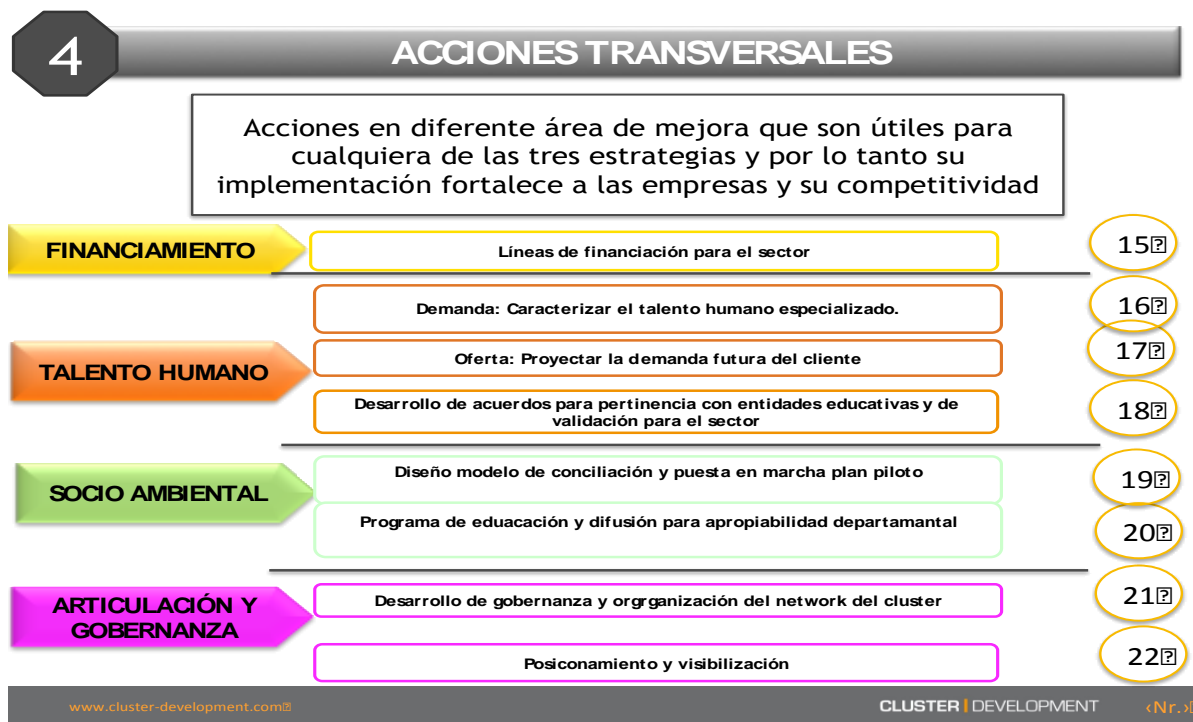 4
ACCIONES TRANSVERSALES
Acciones en diferente área de mejora que son útiles para
cualquiera de las tres estrategias y por lo tanto su
implementación fortalece a las empresas y su competitividad
FINANCIAMIENTO
Líneas de financiación para el sector
15⍰
TALENTO HUMANO
Demanda: Caracterizar el talento humano especializado.
16⍰
Oferta: Proyectar la demanda futura del cliente
17⍰
Desarrollo de acuerdos para pertinencia con entidades educativas y de
validación para el sector
18⍰
SOCIO AMBIENTAL
Diseño modelo de conciliación y puesta en marcha plan piloto
19⍰
Programa de eduacación y difusión para apropiabilidad departamantal
20⍰
ARTICULACIÓN Y
GOBERNANZA
Desarrollo de gobernanza y orgrganización del network del cluster
21⍰
Posiconamiento y visibilización
22⍰
www.cluster-development.com⍰
CLUSTER | DEVELOPMENT
‹Nr.›⍰